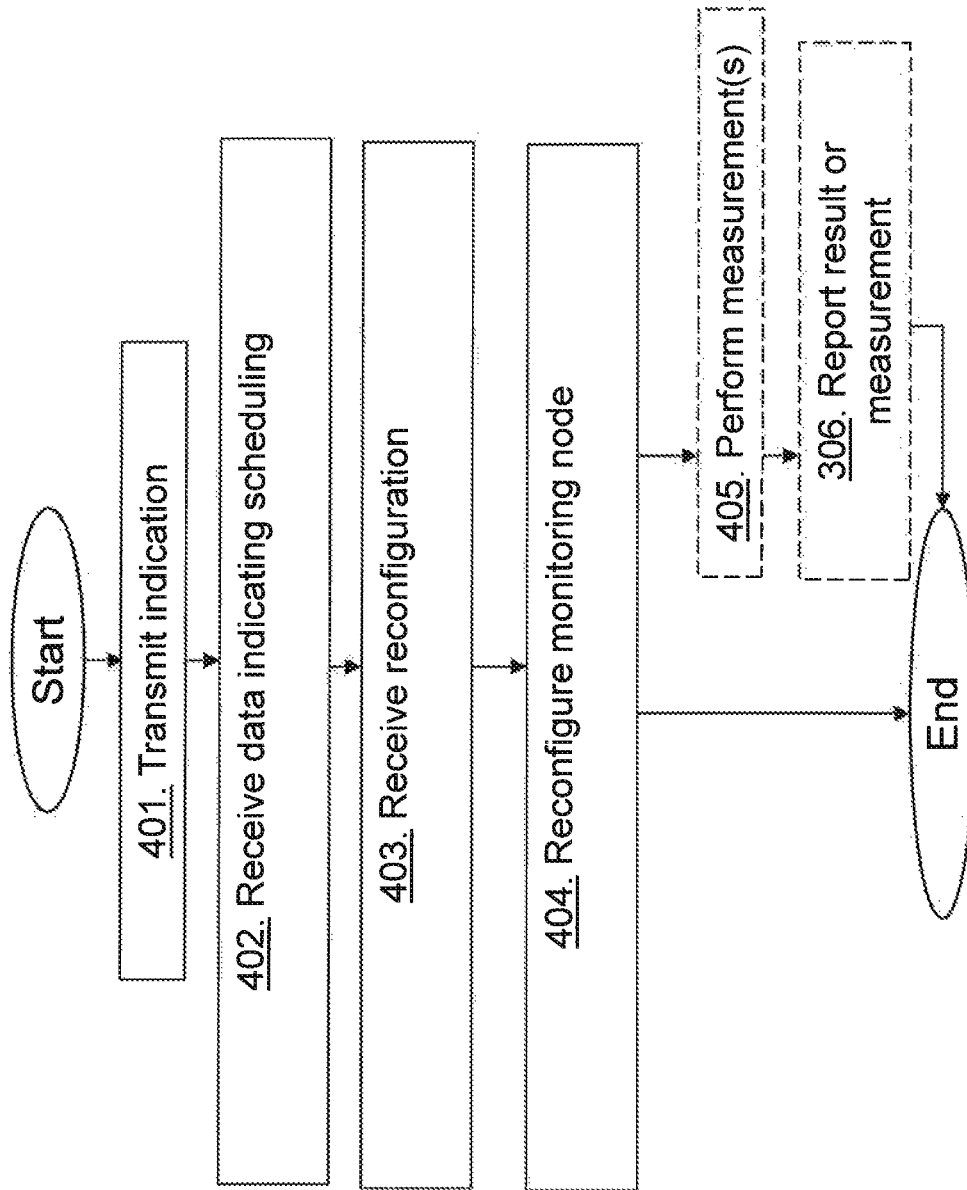 Start
401. Transmit indication
402. Receive data indicating scheduling
403. Receive reconfiguration
404. Reconfigure monitoring node
405. Perform measurement(s)
306. Report result or
measurement
End